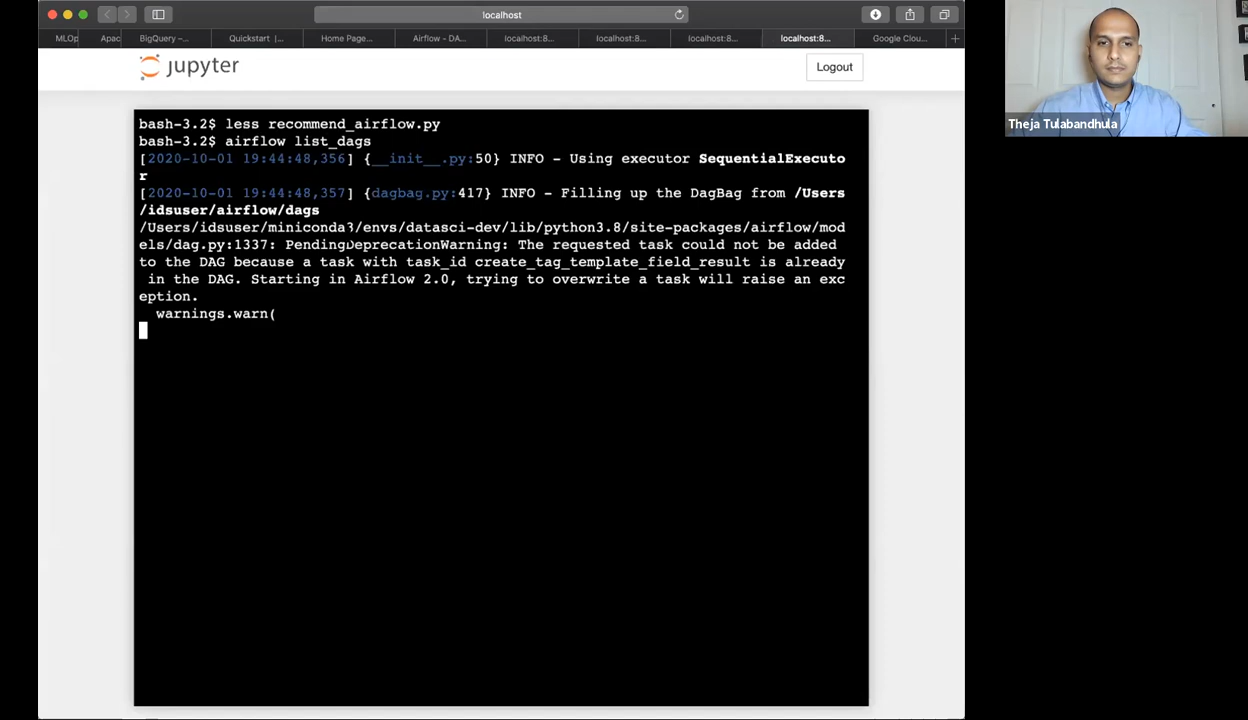 localhost
MLOp
Apac
BigQuery –...
Quickstart |...
Home Page...
Airflow - DA...
localhost:8...
localhost:8...
localhost:8...
localhost:8...
Google Clou...
jupyter
Logout
bash-3.2$ less recommend_airflow.py
bash-3.2$ airflow list_dags
[2020-10-01 19:44:48,356] {__init__.py:50} INFO - Using executor SequentialExecuto
r
[2020-10-01 19:44:48,357] {dagbag.py:417} INFO - Filling up the DagBag from /Users
/idsuser/airflow/dags
/Users/idsuser/miniconda3/envs/datasci-dev/lib/python3.8/site-packages/airflow/mod
els/dag.py:1337: PendingDeprecationWarning: The requested task could not be added
to the DAG because a task with task_id create_tag_template_field_result is already
in the DAG. Starting in Airflow 2.0, trying to overwrite a task will raise an exc
eption.
warnings.warn(
Theja Tulabandhula